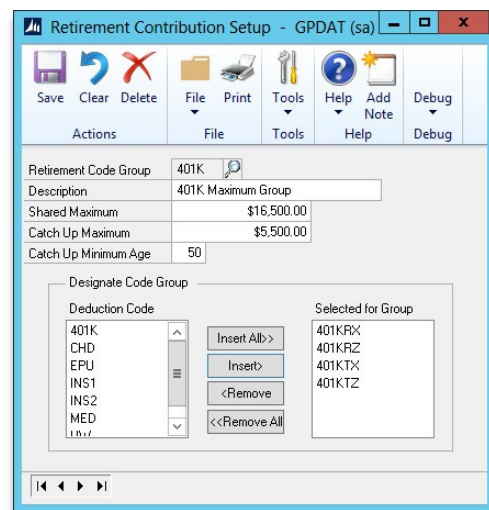 Retirement Contribution Setup - GPDAT (sa)
Save Clear Delete File Print Tools Help Add Note Debug
Actions File Tools Help Debug
Retirement Code Group 401K
Description 401K Maximum Group
Shared Maximum $16,500.00
Catch Up Maximum $5,500.00
Catch Up Minimum Age 50
Designate Code Group
Deduction Code Selected for Group
401K Insert All>> 401KRX
CHD 401KRZ
EPU Insert> 401KTX
INS1 401KTZ
INS2 <Remove
MED <<Remove All